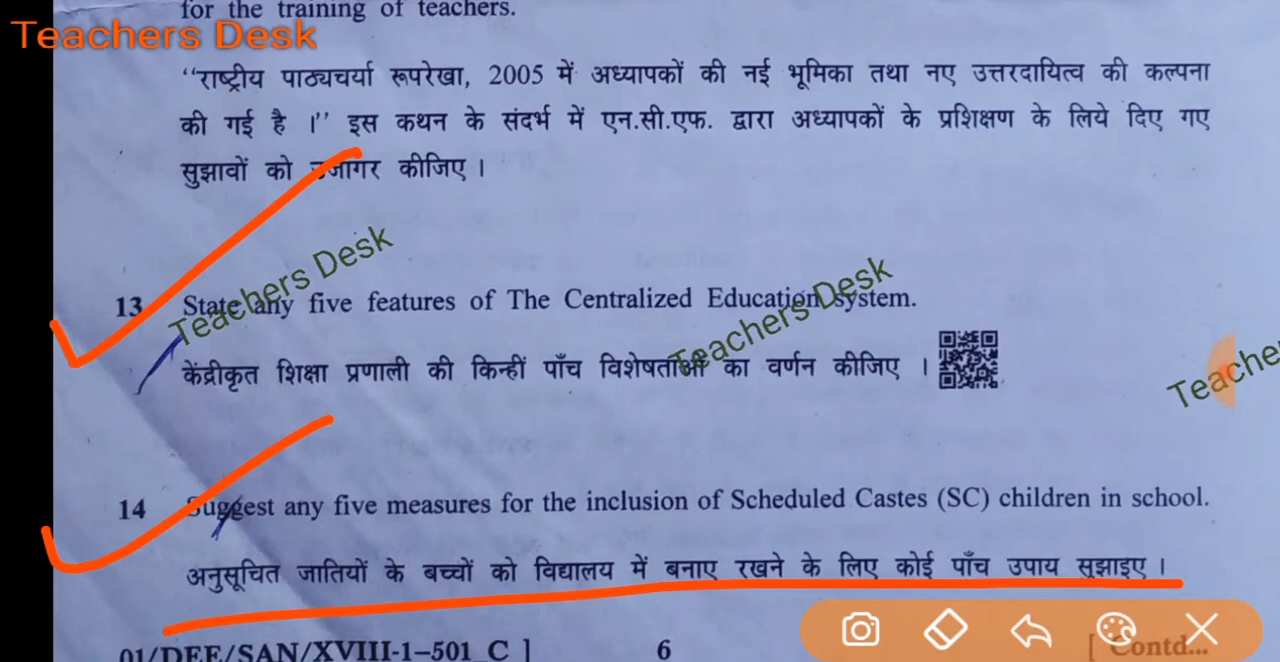 for the training of teachers.
Teachers Desk
“राष्ट्रीय पाठ्यचर्या रूपरेखा, 2005 में अध्यापकों की नई भूमिका तथा नए उत्तरदायित्व की कल्पना
की गई है ।” इस कथन के संदर्भ में एन.सी.एफ. द्वारा अध्यापकों के प्रशिक्षण के लिये दिए गए
सुझावों को उजागर कीजिए ।
Teachers Desk
Teachers Desk
13 State any five features of The Centralized Education system.
केंद्रीकृत शिक्षा प्रणाली की किन्हीं पाँच विशेषताओं का वर्णन कीजिए ।
14 Suggest any five measures for the inclusion of Scheduled Castes (SC) children in school.
अनुसूचित जातियों के बच्चों को विद्यालय में बनाए रखने के लिए कोई पाँच उपाय सुझाइए ।
01/DEE/SAN/XVIII-1–501_C ] 6 [ Contd...